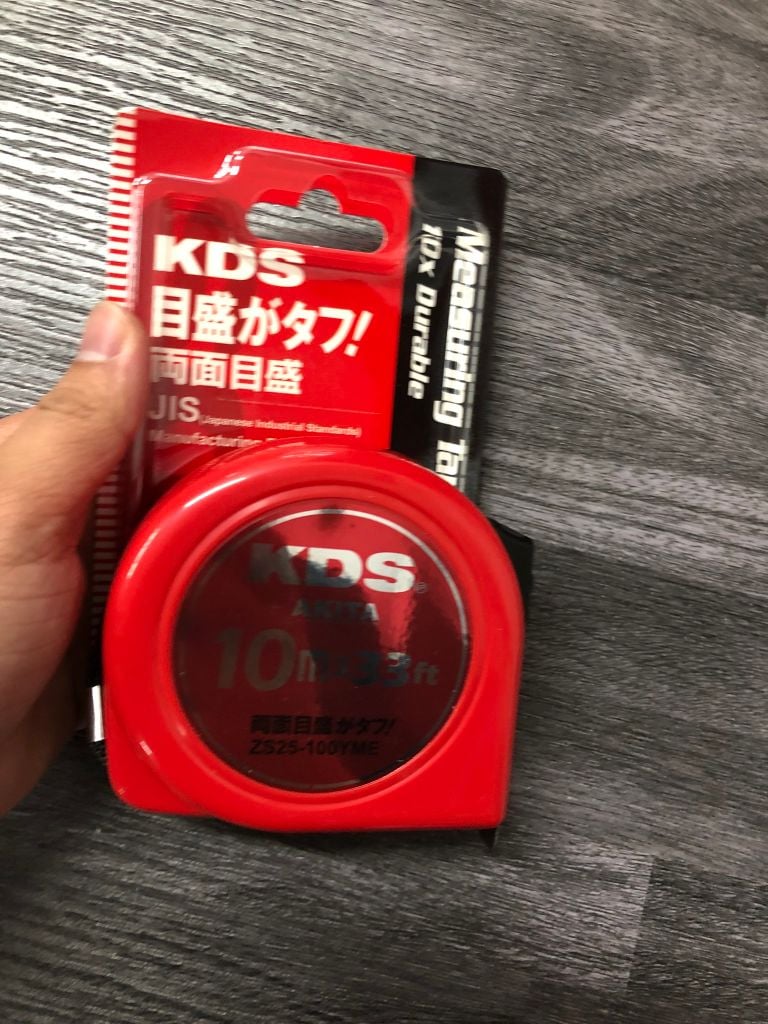 KDS
目盛がタフ!
両面目盛
JIS(Japanese Industrial Standards)
Manufacturing
Measuring
10x Durable
KDS®
AKITA
10m 33ft
両面目盛がタフ!
ZS25-100YME